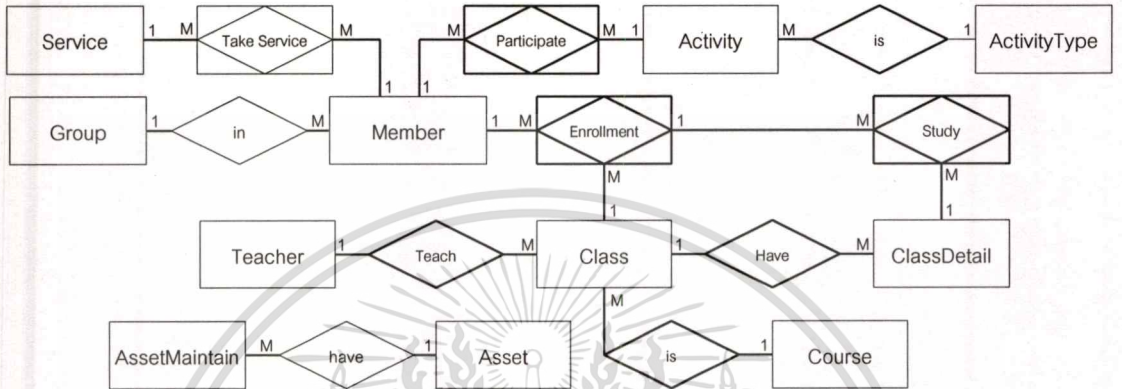 Service 1 M Take Service M M Participate M 1 Activity M is 1 ActivityType
1 1
Group 1 in M Member 1 M Enrollment 1 M Study
M M
1 1
Teacher 1 Teach M Class 1 Have M ClassDetail
M
AssetMaintain M have 1 Asset is 1 Course